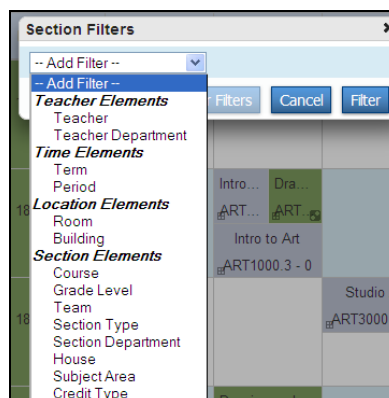 Section Filters
-- Add Filter --
-- Add Filter --
Teacher Elements
Teacher
Teacher Department
Time Elements
Term
Period
Location Elements
Room
Building
Section Elements
Course
Grade Level
Team
Section Type
Section Department
House
Subject Area
Credit Type
Filters
Cancel
Filter
Intro...
Dra...
18
ART...
ART...
Intro to Art
ART1000.3 - 0
Studio
18
ART3000